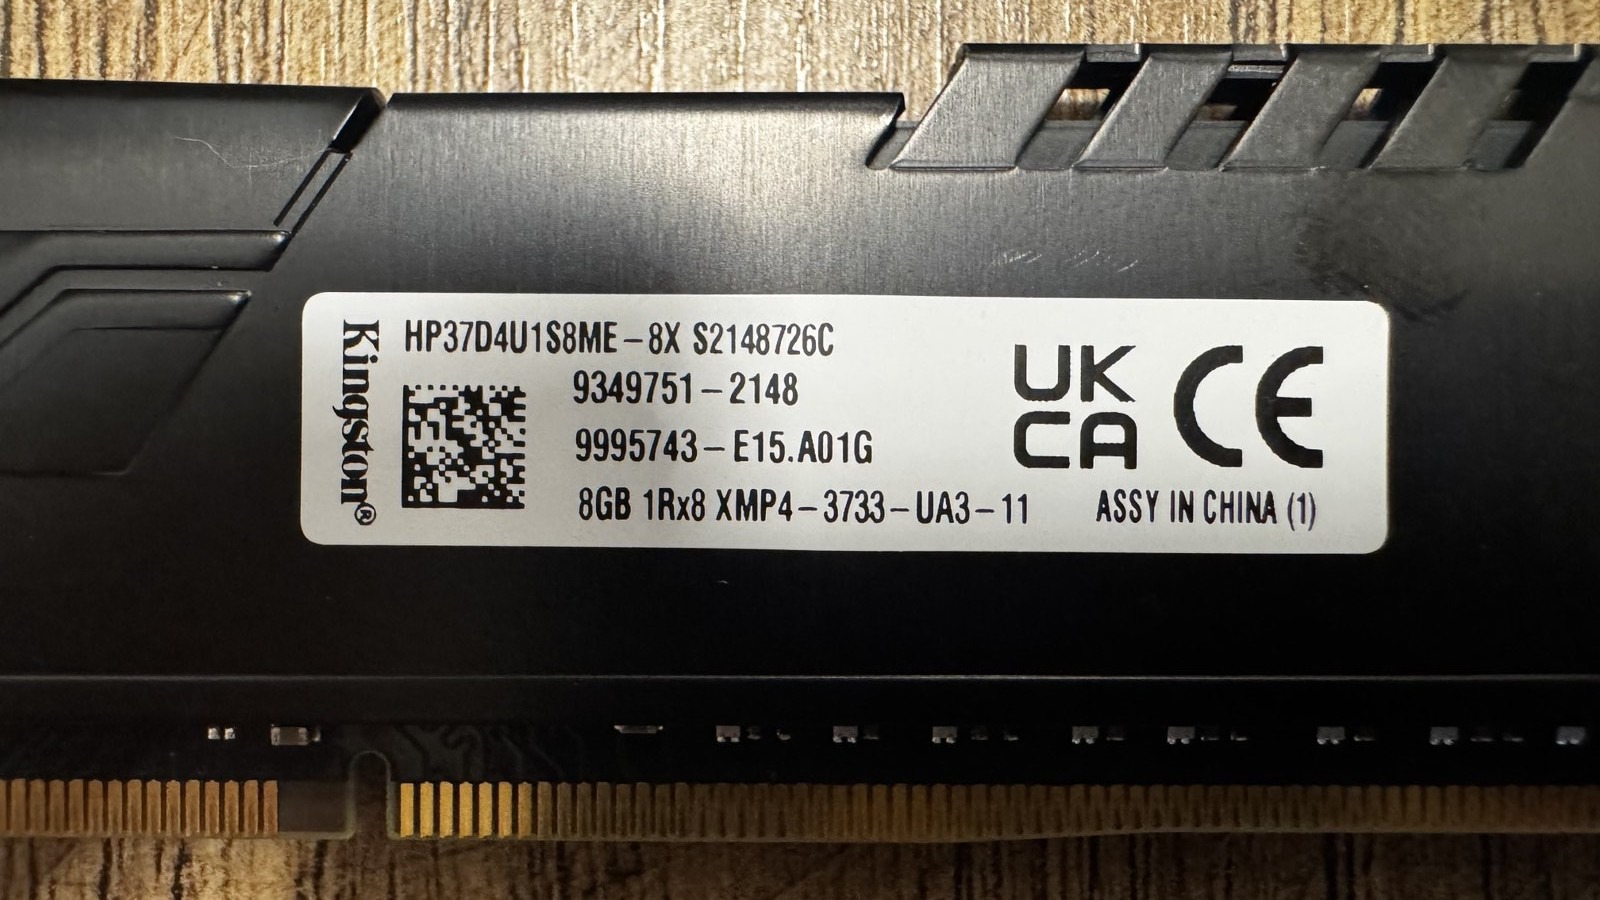 Kingston®
HP37D4U1S8ME-8X S2148726C
9349751-2148
9995743-E15.A01G
8GB 1Rx8 XMP4-3733-UA3-11
UK
CA
CE
ASSY IN CHINA (1)